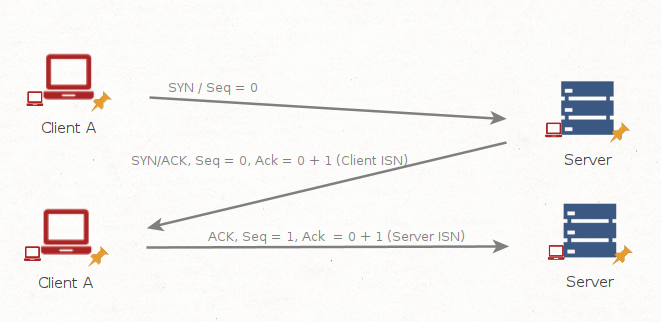 SYN / Seq = 0
Client A
Server
SYN/ACK, Seq = 0, Ack = 0 + 1 (Client ISN)
ACK, Seq = 1, Ack = 0 + 1 (Server ISN)
Client A
Server